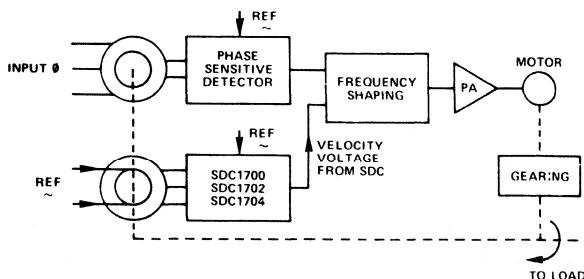 REF
~
INPUT Ø
PHASE
SENSITIVE
DETECTOR
FREQUENCY
SHAPING
PA
MOTOR
REF
~
VELOCITY
VOLTAGE
FROM SDC
REF
~
SDC1700
SDC1702
SDC1704
GEARING
TO LOAD